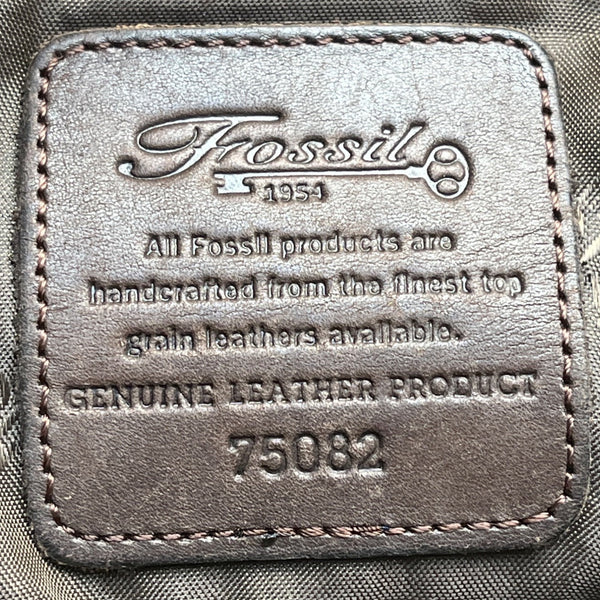 Fossil
1954
All Fossil products are
handcrafted from the finest top
grain leathers available.
GENUINE LEATHER PRODUCT
75082